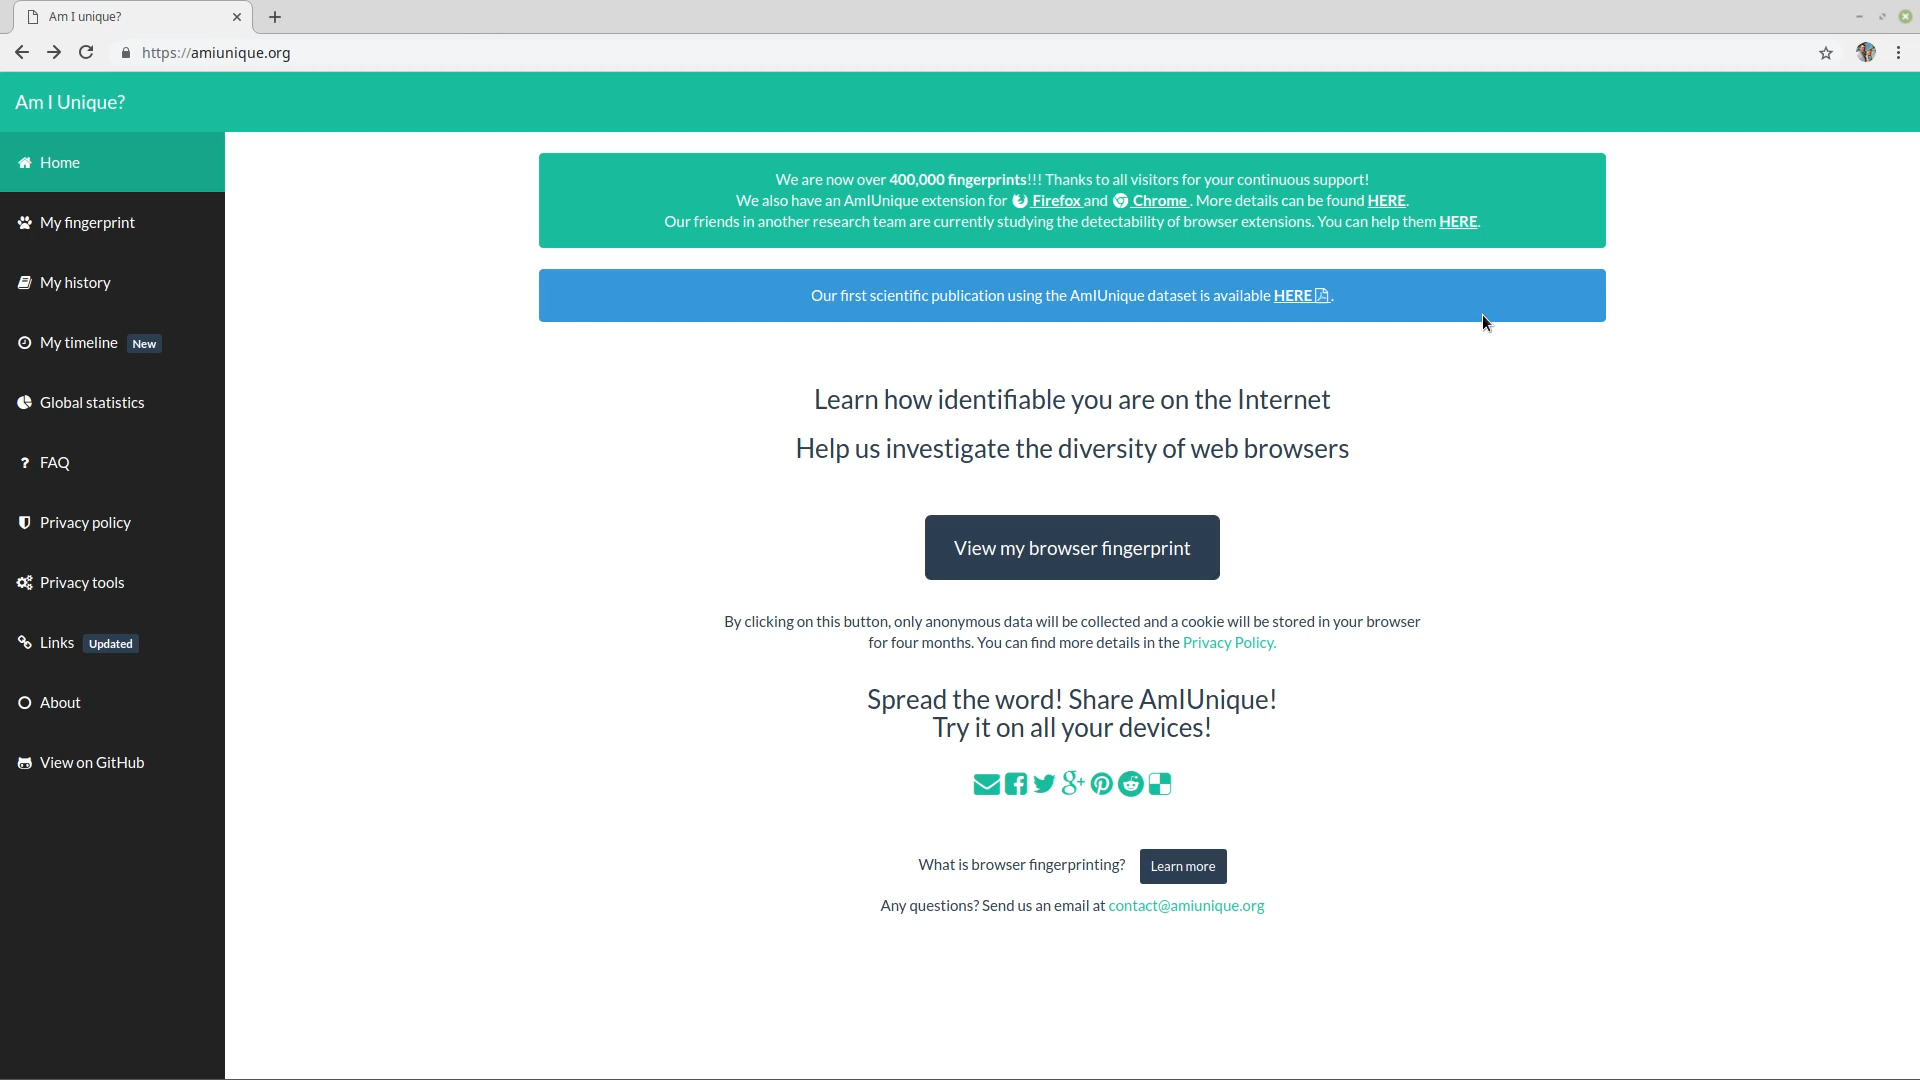 Am I unique?
https://amiunique.org
Am I Unique?
Home
My fingerprint
My history
My timeline New
Global statistics
FAQ
Privacy policy
Privacy tools
Links Updated
About
View on GitHub
We are now over 400,000 fingerprints!!! Thanks to all visitors for your continuous support!
We also have an AmIUnique extension for Firefox and Chrome . More details can be found HERE.
Our friends in another research team are currently studying the detectability of browser extensions. You can help them HERE.
Our first scientific publication using the AmIUnique dataset is available HERE .
Learn how identifiable you are on the Internet
Help us investigate the diversity of web browsers
View my browser fingerprint
By clicking on this button, only anonymous data will be collected and a cookie will be stored in your browser
for four months. You can find more details in the Privacy Policy.
Spread the word! Share AmIUnique!
Try it on all your devices!
What is browser fingerprinting? Learn more
Any questions? Send us an email at contact@amiunique.org